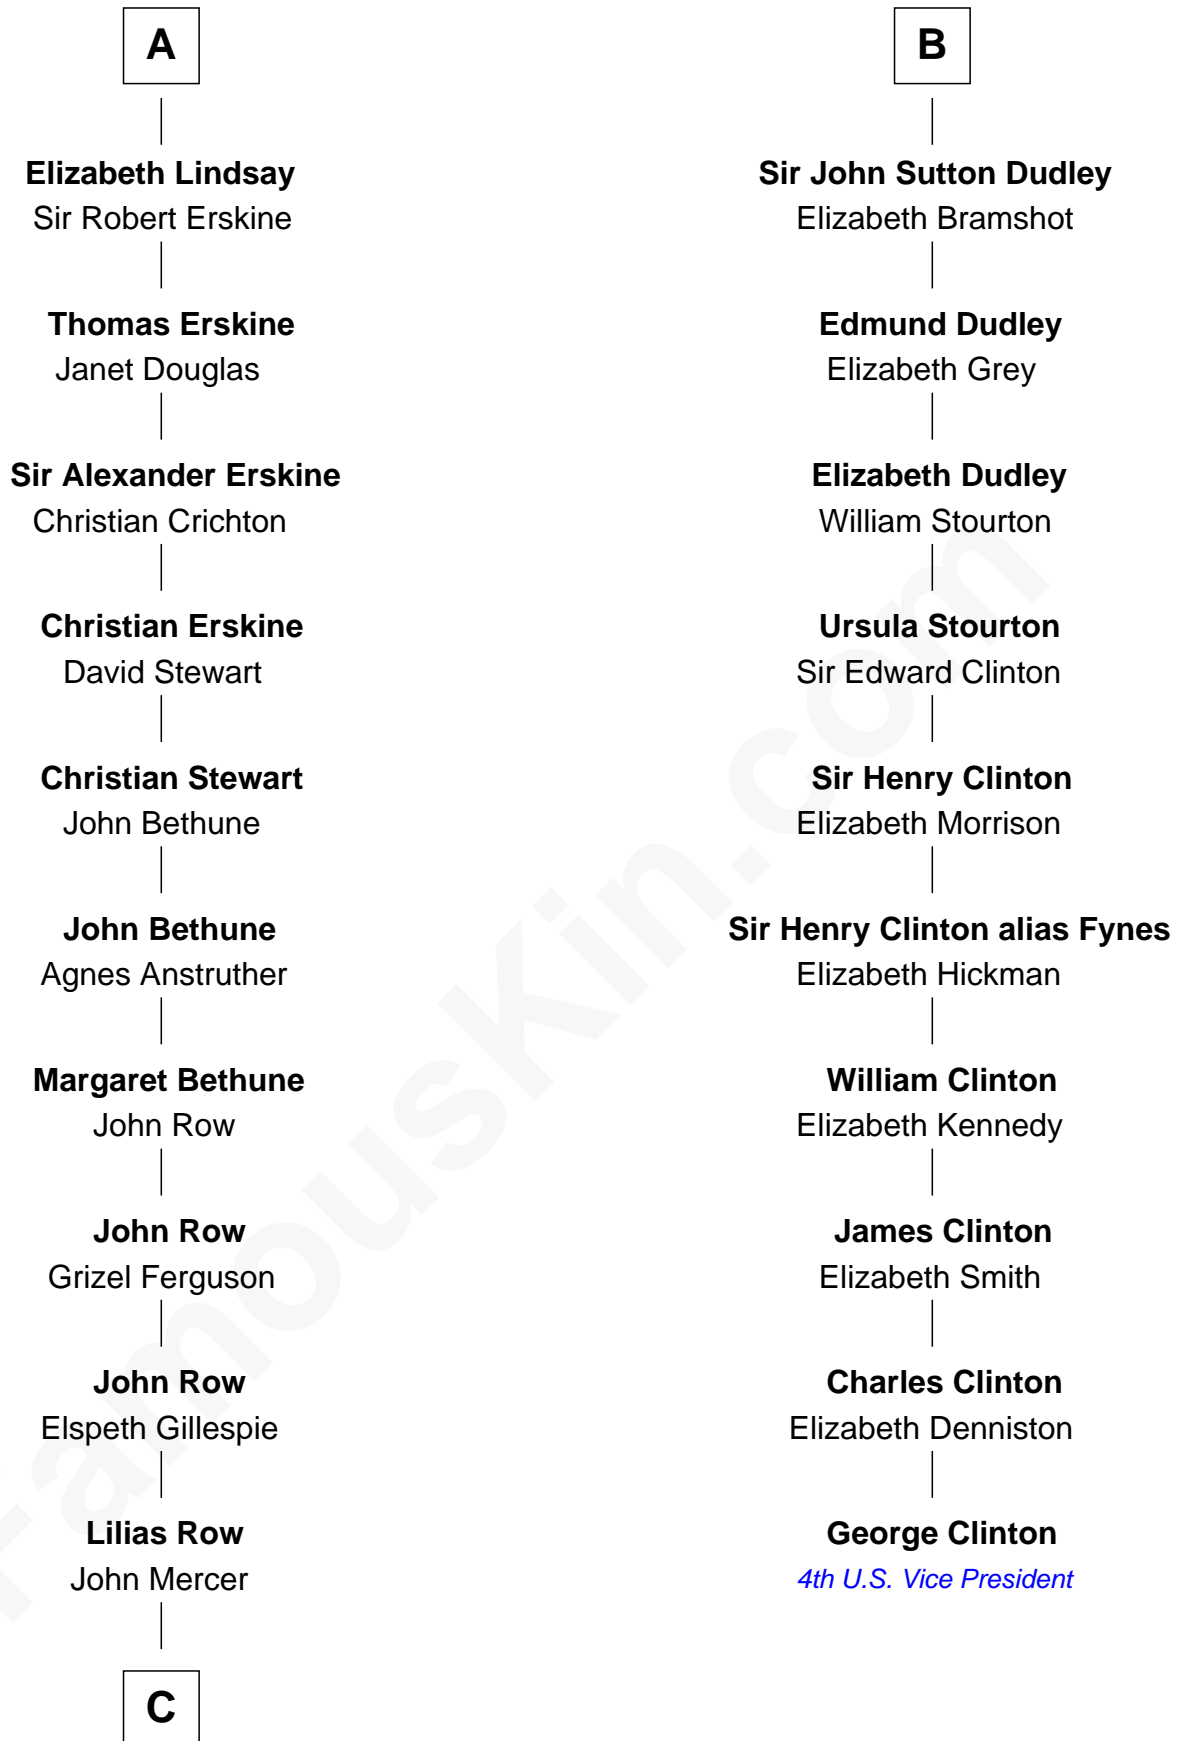 A
Elizabeth Lindsay
Sir Robert Erskine
Thomas Erskine
Janet Douglas
Sir Alexander Erskine
Christian Crichton
Christian Erskine
David Stewart
Christian Stewart
John Bethune
John Bethune
Agnes Anstruther
Margaret Bethune
John Row
John Row
Grizel Ferguson
John Row
Elspeth Gillespie
Lilias Row
John Mercer
C
B
Sir John Sutton Dudley
Elizabeth Bramshot
Edmund Dudley
Elizabeth Grey
Elizabeth Dudley
William Stourton
Ursula Stourton
Sir Edward Clinton
Sir Henry Clinton
Elizabeth Morrison
Sir Henry Clinton alias Fynes
Elizabeth Hickman
William Clinton
Elizabeth Kennedy
James Clinton
Elizabeth Smith
Charles Clinton
Elizabeth Denniston
George Clinton
4th U.S. Vice President
FamousKin.com